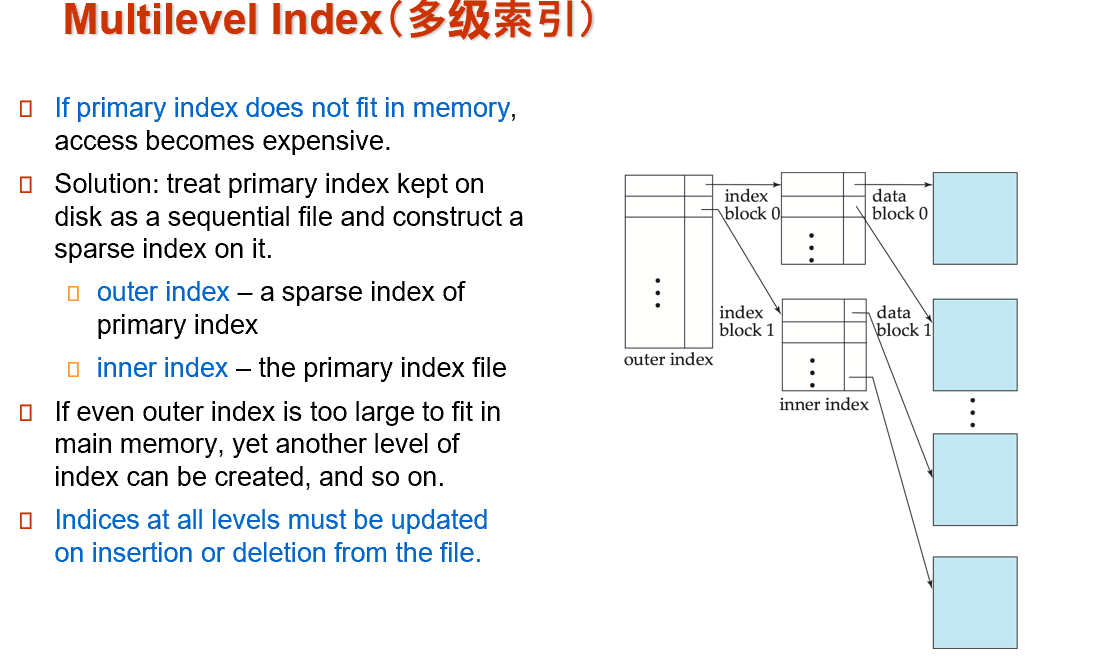 Multilevel Index(多级索引)
If primary index does not fit in memory,
access becomes expensive.
Solution: treat primary index kept on
disk as a sequential file and construct a
sparse index on it.
outer index – a sparse index of
primary index
inner index – the primary index file
If even outer index is too large to fit in
main memory, yet another level of
index can be created, and so on.
Indices at all levels must be updated
on insertion or deletion from the file.
index
block 0
data
block 0
index
block 1
data
block 1
outer index
inner index